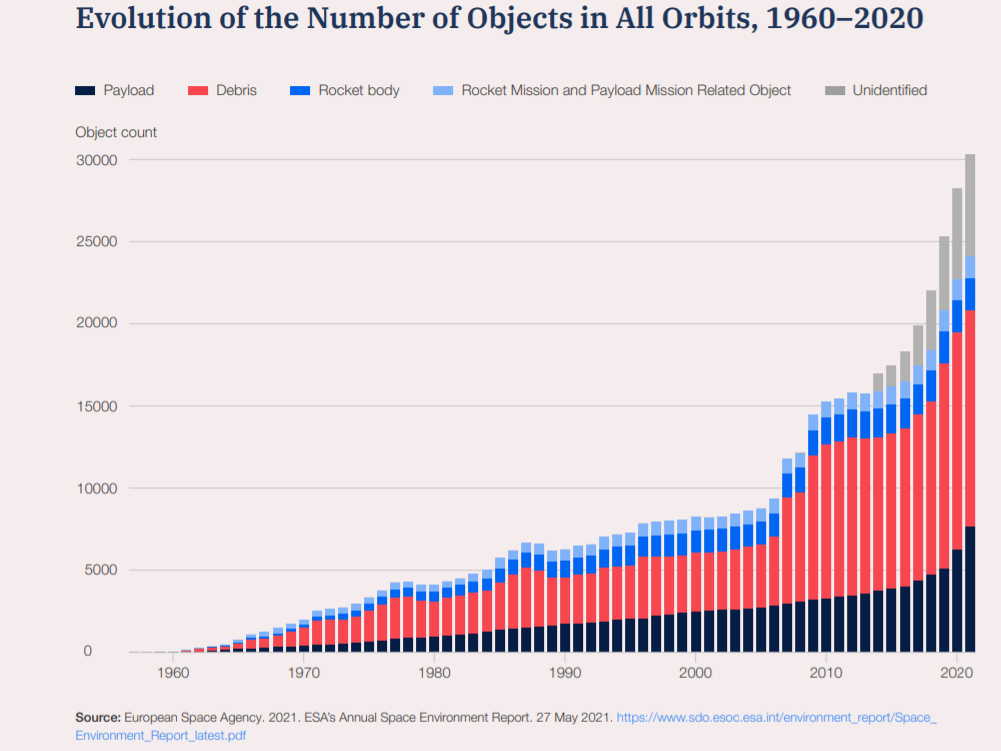 Evolution of the Number of Objects in All Orbits, 1960–2020
Payload Debris Rocket body Rocket Mission and Payload Mission Related Object Unidentified
Object count
30000
25000
20000
15000
10000
5000
0
1960 1970 1980 1990 2000 2010 2020
Source: European Space Agency. 2021. ESA's Annual Space Environment Report. 27 May 2021. https://www.sdo.esoc.esa.int/environment_report/Space_
Environment_Report_latest.pdf